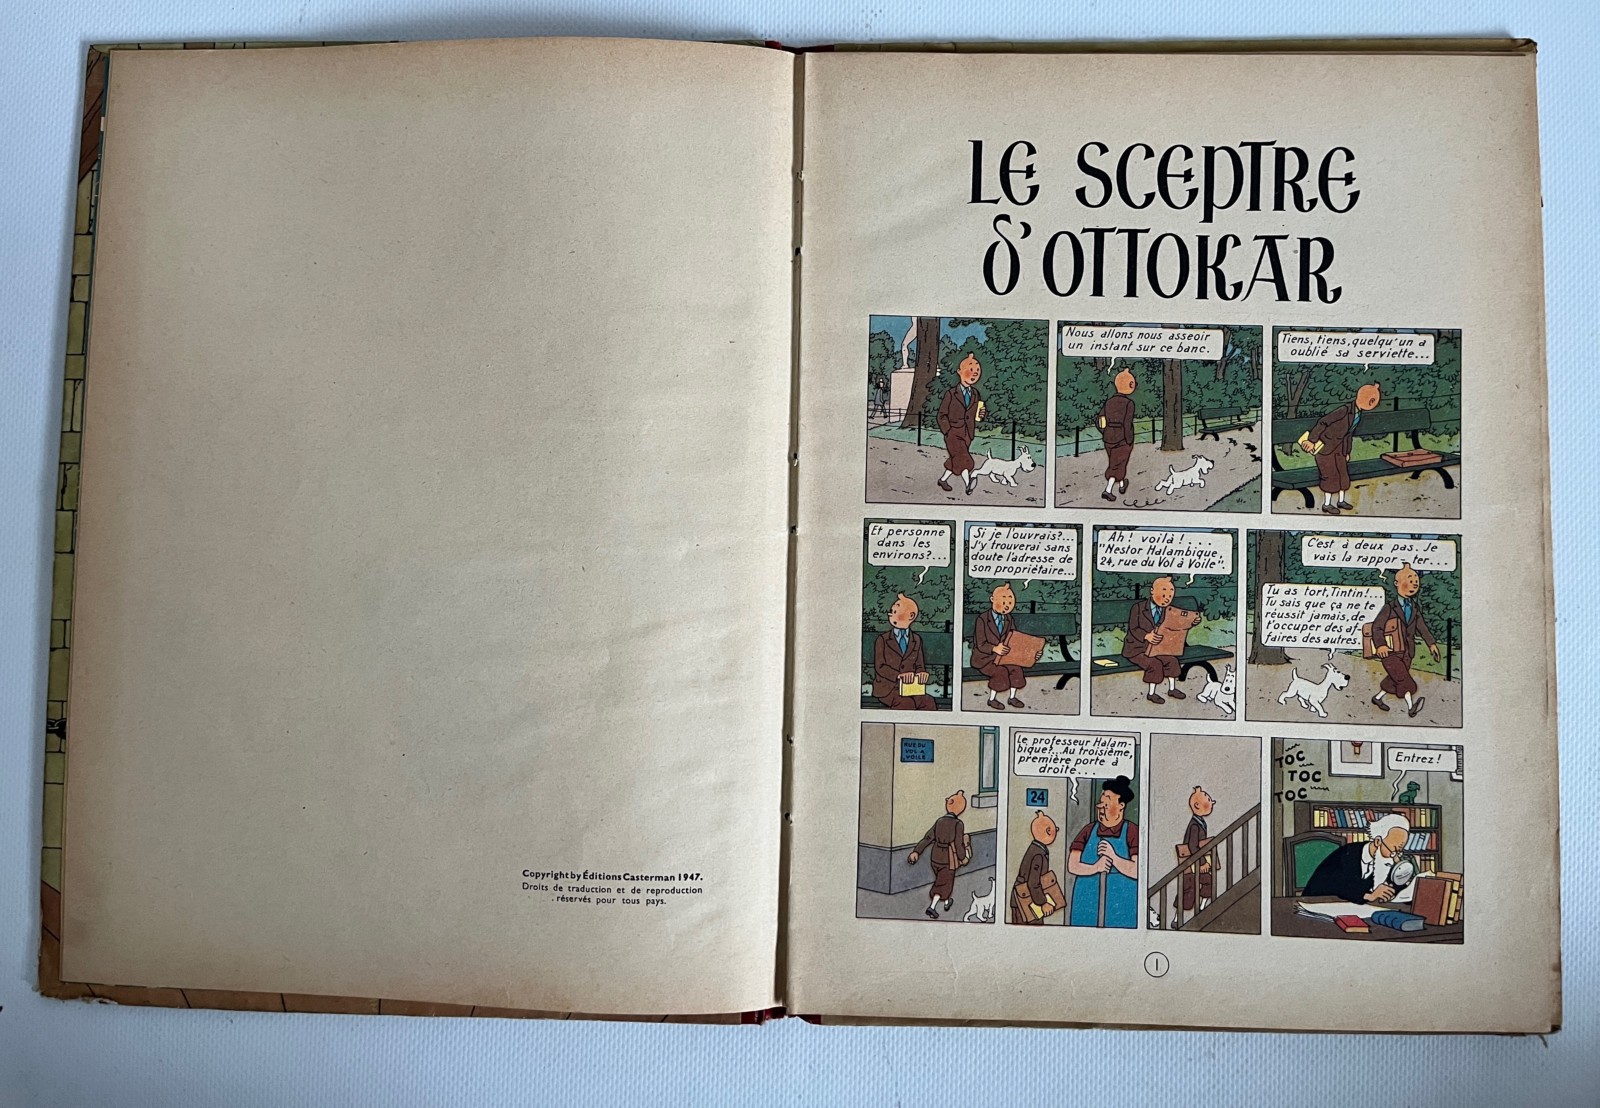 Copyright by Éditions Casterman 1947.
Droits de traduction et de reproduction
réservés pour tous pays.
LE SCEPTRE
d'OTTOKAR
Nous allons nous asseoir
un instant sur ce banc.
Tiens, tiens, quelqu'un a
oublié sa serviette...
Et personne
dans les
environs?...
Si je l'ouvrais?...
J'y trouverai sans
doute l'adresse de
son propriétaire...
Ah! voilà!....
"Nestor Halambique,
24, rue du Vol à Voile".
C'est à deux pas. Je
vais la rappor-ter...
Tu as tort, Tintin!...
Tu sais que ça ne te
réussit jamais, de
t'occuper des af-
faires des autres.
RUE DU
VOL A
VOILE
Le professeur Halam-
bique?...Au troisième,
première porte à
droite...
24
TOC
TOC
TOC
Entrez!
1